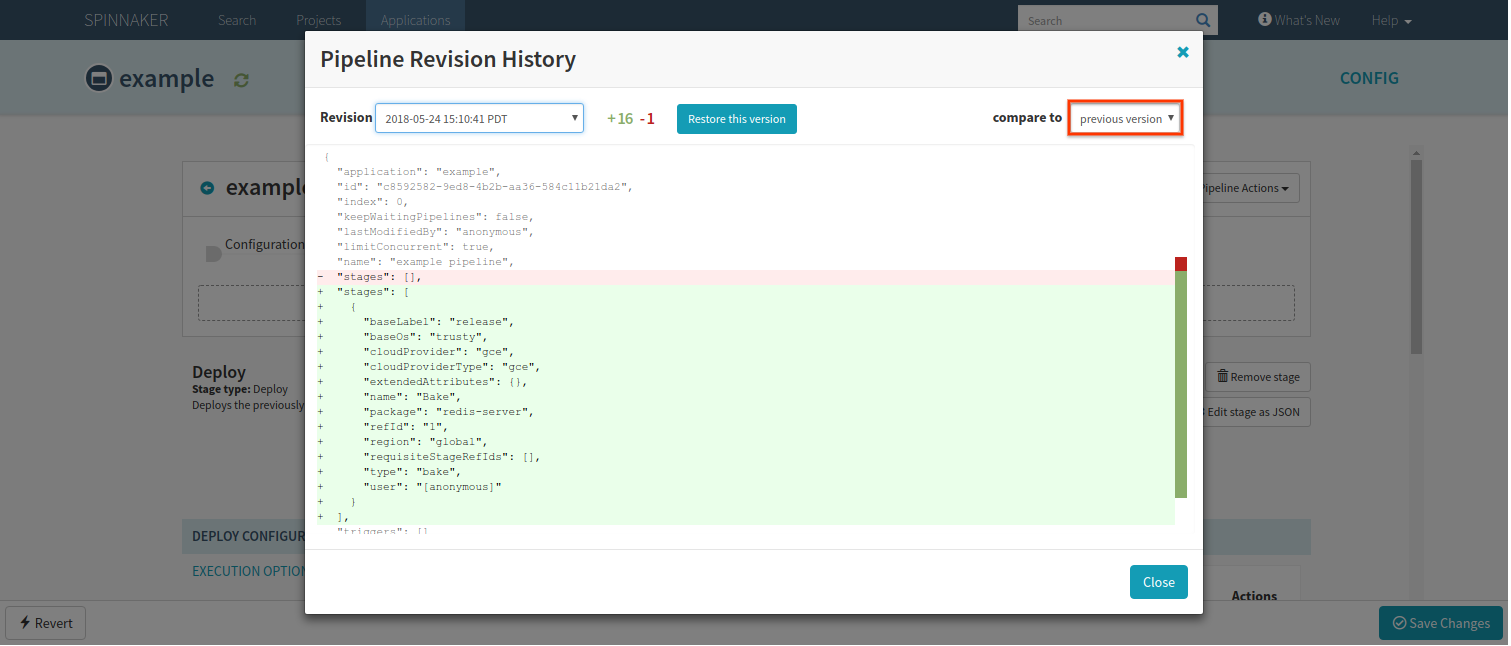 SPINNAKER Search Projects Applications Search What's New Help
example CONFIG
Pipeline Revision History
Revision 2018-05-24 15:10:41 PDT +16 -1 Restore this version compare to previous version
{
"application": "example",
"id": "c8592582-9ed8-4b2b-aa36-584c11b21da2",
"index": 0,
"keepWaitingPipelines": false,
"lastModifiedBy": "anonymous",
"limitConcurrent": true,
"name": "example pipeline",
- "stages": [],
+ "stages": [
+ {
+ "baseLabel": "release",
+ "baseOs": "trusty",
+ "cloudProvider": "gce",
+ "cloudProviderType": "gce",
+ "extendedAttributes": {},
+ "name": "Bake",
+ "package": "redis-server",
+ "refId": "1",
+ "region": "global",
+ "requisiteStageRefIds": [],
+ "type": "bake",
+ "user": "[anonymous]"
+ }
+ ],
"triggers": []
Close
example Pipeline Actions
Configuration
Deploy
Stage type: Deploy
Deploys the previously
Remove stage
Edit stage as JSON
DEPLOY CONFIGUR
EXECUTION OPTION
Actions
Revert Save Changes